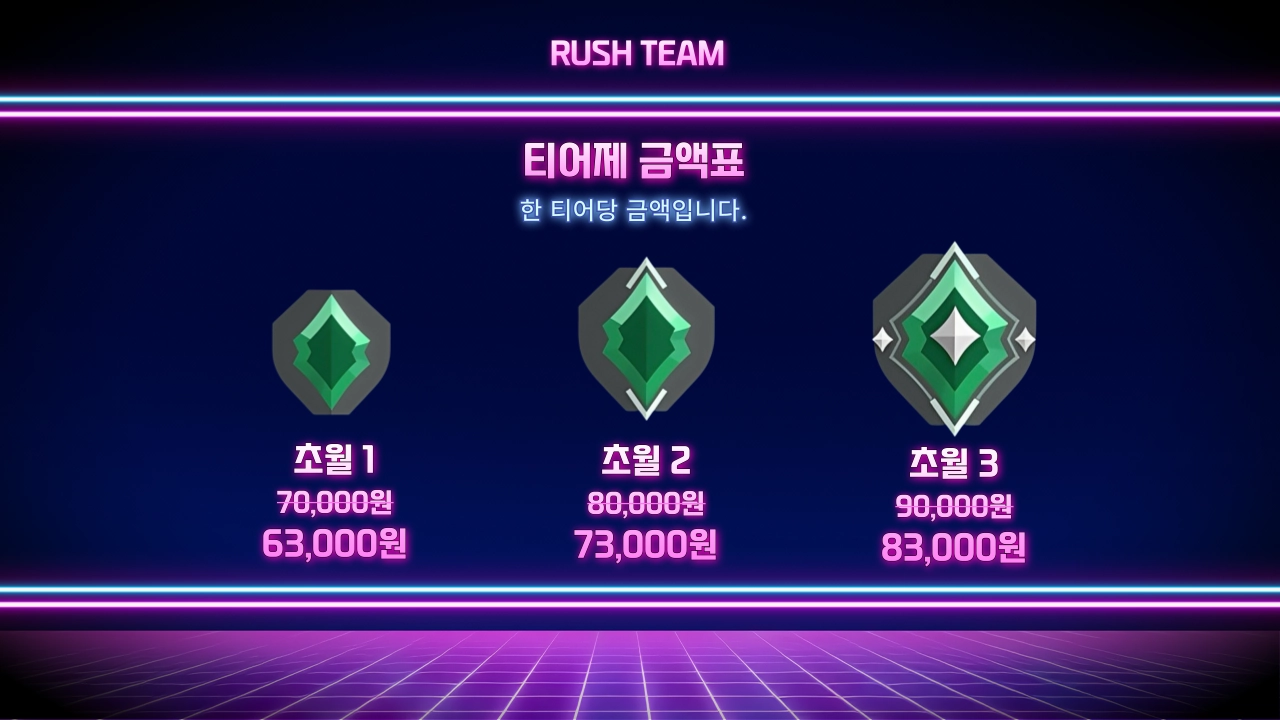 RUSH TEAM
티어제 금액표
한 티어당 금액입니다.
초월 1
70,000원
63,000원
초월 2
80,000원
73,000원
초월 3
90,000원
83,000원